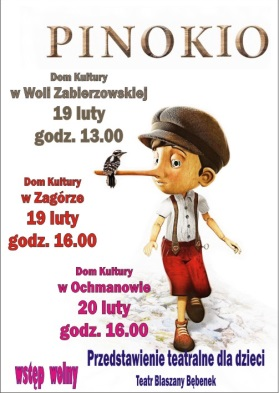 PINOKIO
Dom Kultury
w Woli Zabierzowskiej
19 luty
godz. 13.00
Dom Kultury
w Zagórze
19 luty
godz. 16.00
Dom Kultury
w Ochmanowie
20 luty
godz. 16.00
Przedstawienie teatralne dla dzieci
wstęp wolny
Teatr Blaszany Bębenek